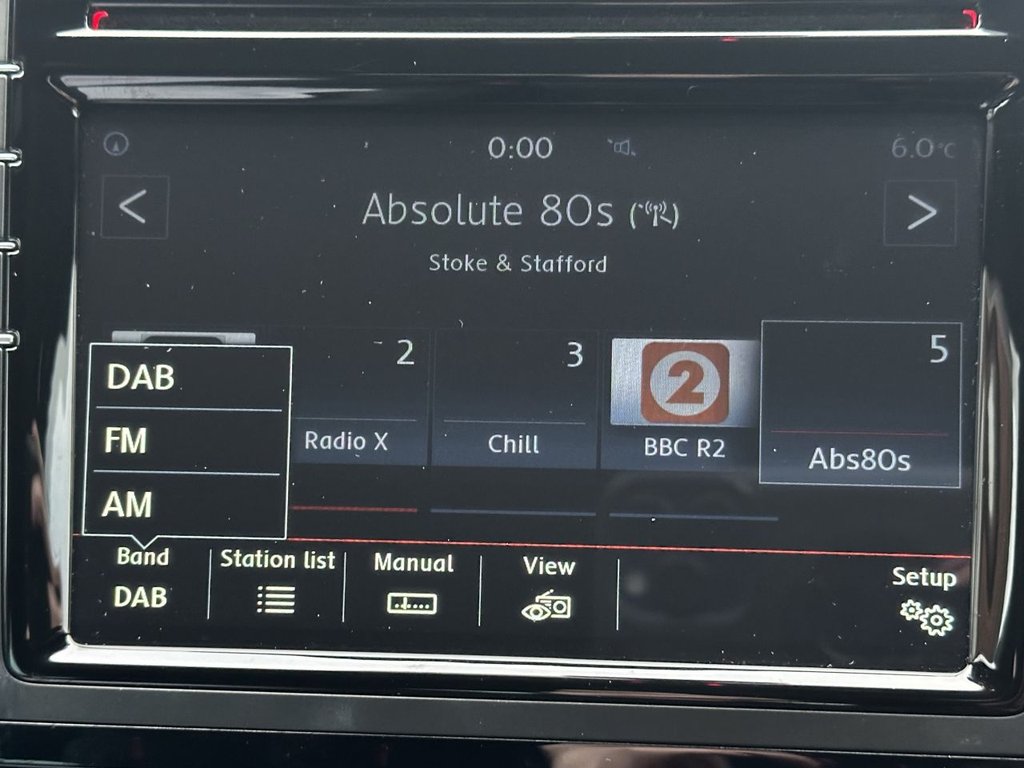 0:00
6.0°C
<
Absolute 80s
>
Stoke & Stafford
2
3
2
5
Radio X
Chill
BBC R2
Abs80s
DAB
FM
AM
Band
DAB
Station list
Manual
View
Setup